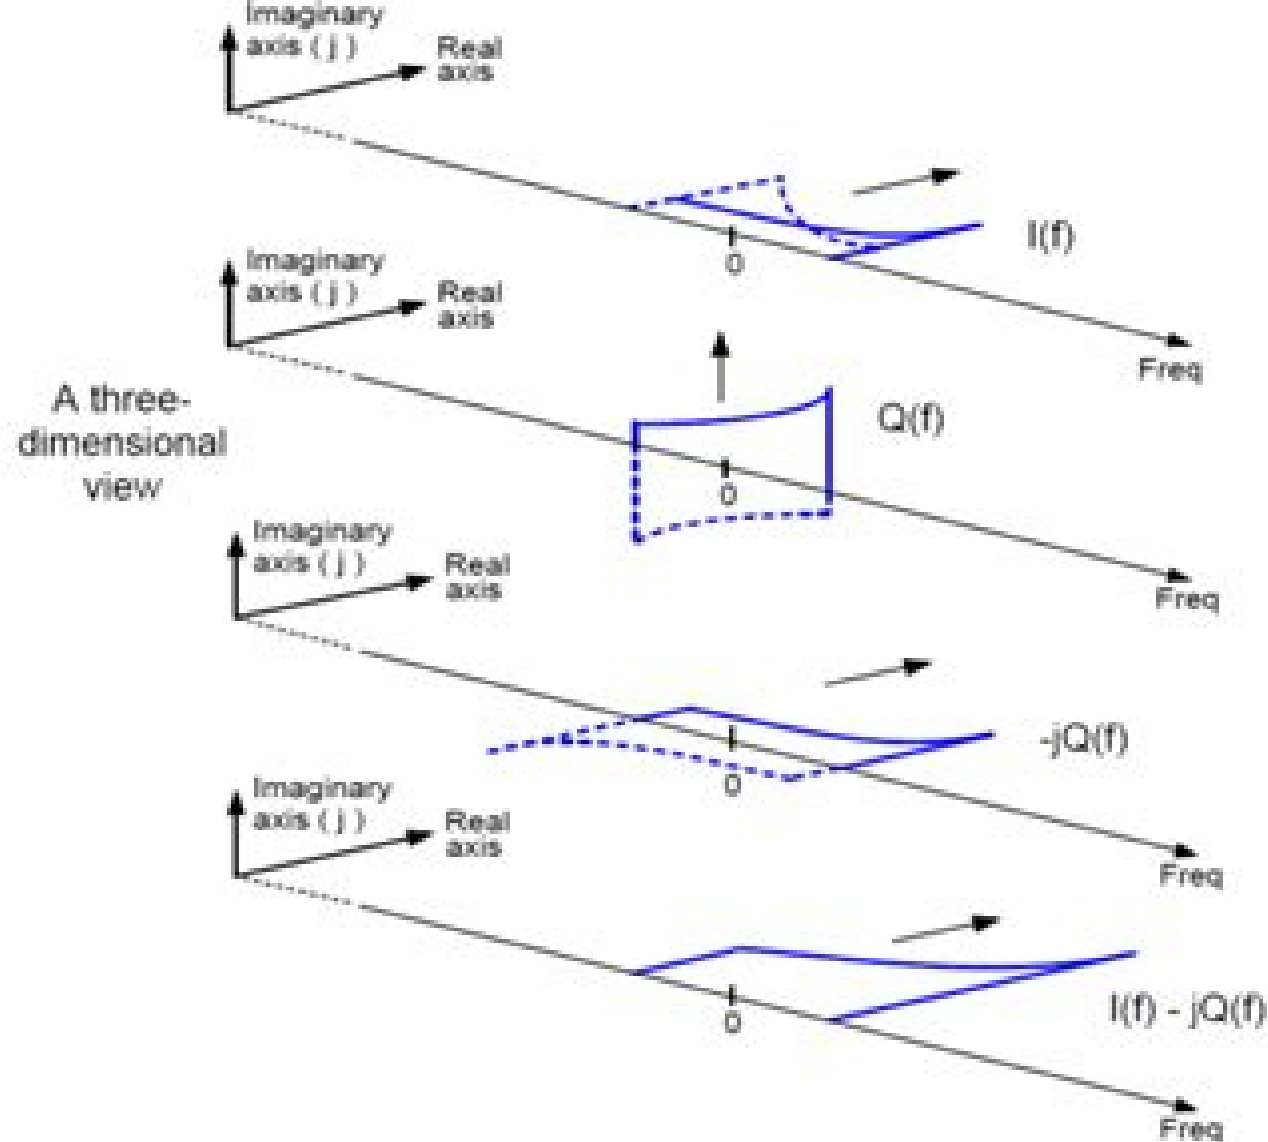 Imaginary
axis ( j )
Real
axis
I(f)
0
Freq
Imaginary
axis ( j )
Real
axis
A three-
dimensional
view
Q(f)
0
Freq
Imaginary
axis ( j )
Real
axis
-jQ(f)
0
Freq
Imaginary
axis ( j )
Real
axis
I(f) - jQ(f)
0
Freq